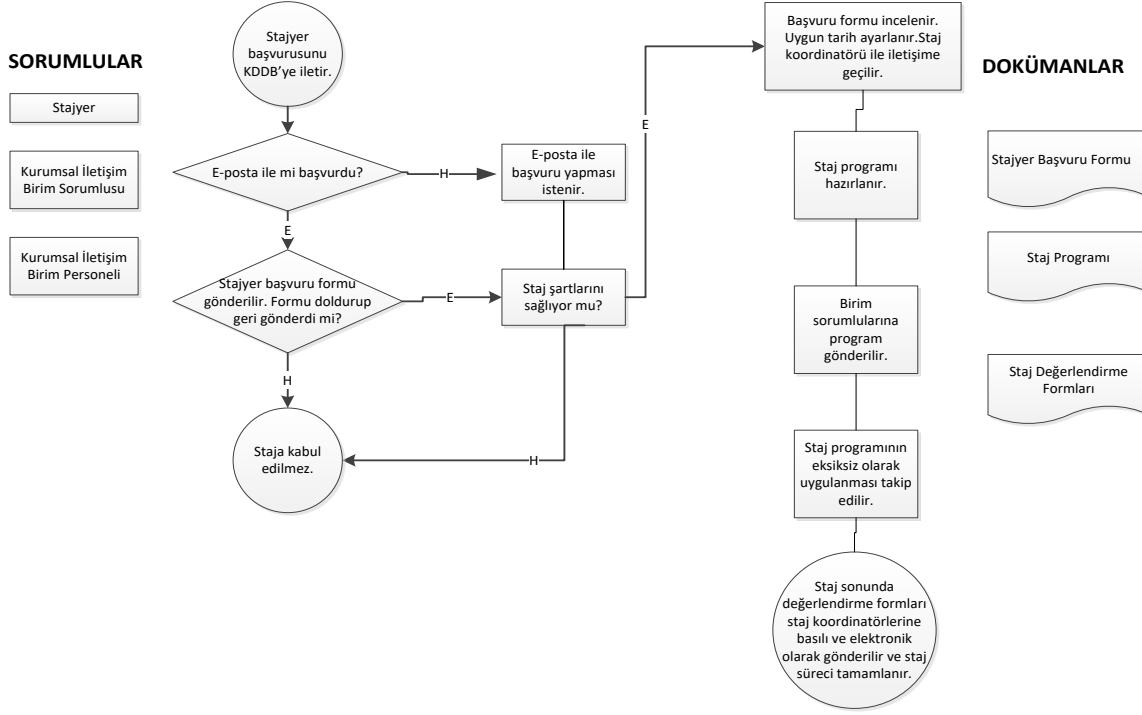 SORUMLULAR
Stajyer
Kurumsal İletişim
Birim Sorumlusu
Kurumsal İletişim
Birim Personeli
Stajyer
başvurusunu
KDDB’ye iletir.
E-posta ile mi başvurdu?
H
E-posta ile
başvuru yapması
istenir.
E
Stajyer başvuru formu
gönderilir. Formu doldurup
geri gönderdi mi?
E
Staj şartlarını
sağlıyor mu?
H
Staja kabul
edilmez.
H
E
Başvuru formu incelenir.
Uygun tarih ayarlanır.Staj
koordinatörü ile iletişime
geçilir.
Staj programı
hazırlanır.
Birim
sorumlularına
program
gönderilir.
Staj programının
eksiksiz olarak
uygulanması takip
edilir.
Staj sonunda
değerlendirme formları
staj koordinatörlerine
basılı ve elektronik
olarak gönderilir ve staj
süreci tamamlanır.
DOKÜMANLAR
Stajyer Başvuru Formu
Staj Programı
Staj Değerlendirme
Formları